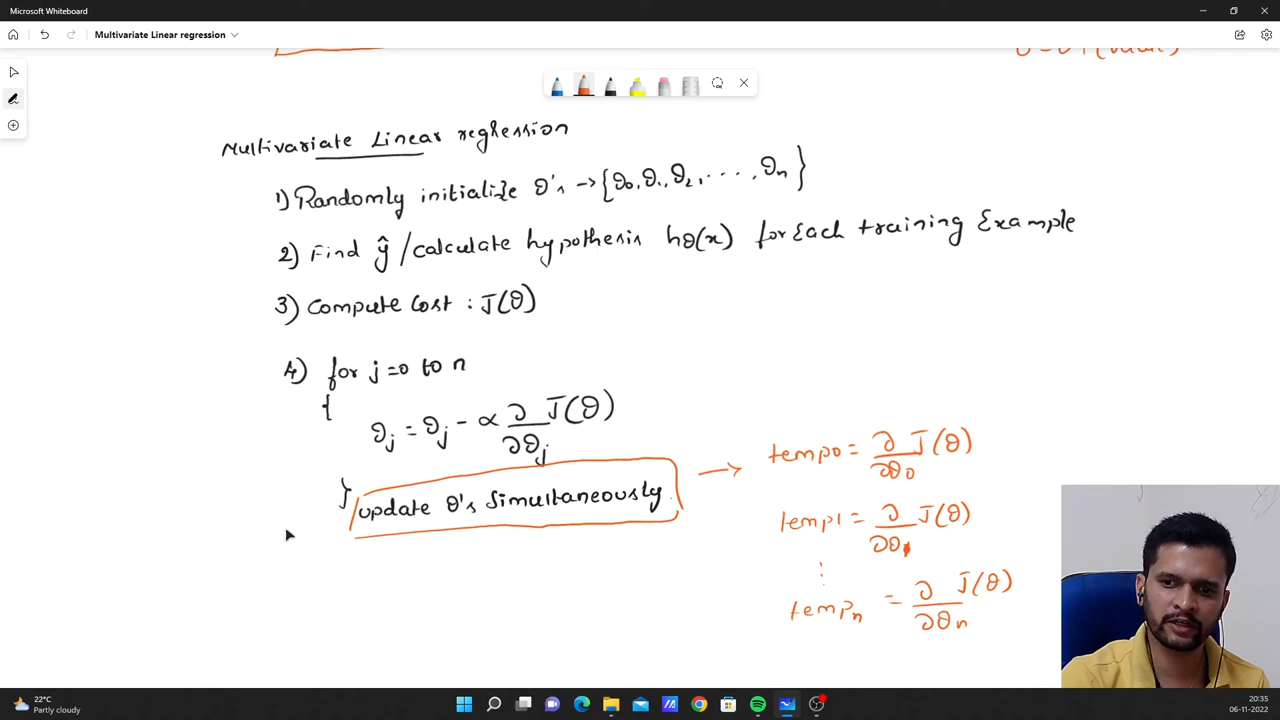 Microsoft Whiteboard
Multivariate Linear regression
Multivariate Linear regression
1) Randomly initialize θ's → {θ0, θ1, θ2, ..., θn}
2) Find ŷ / calculate hypothesis hθ(x) for Each training Example
3) Compute Cost : J(θ)
4) for j=0 to n
{
θj = θj - α ∂/∂θj J(θ)
} update θ's Simultaneously
→ temp0 = ∂/∂θ0 J(θ)
temp1 = ∂/∂θ1 J(θ)
⋮
tempn = ∂/∂θn J(θ)
22°C
Partly cloudy
20:35
06-11-2022